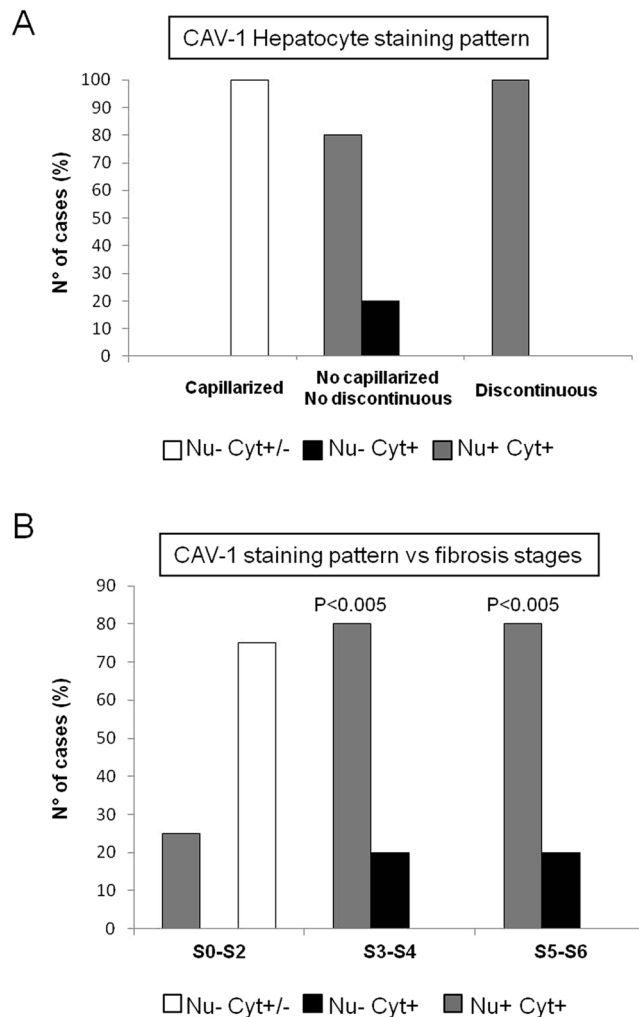 A
CAV-1 Hepatocyte staining pattern
N° of cases (%)
100
90
80
70
60
50
40
30
20
10
0
Capillarized
No capillarized
No discontinuous
Discontinuous
Nu- Cyt+/-
Nu- Cyt+
Nu+ Cyt+
B
CAV-1 staining pattern vs fibrosis stages
N° of cases (%)
90
80
70
60
50
40
30
20
10
0
P<0.005
P<0.005
S0-S2
S3-S4
S5-S6
Nu- Cyt+/-
Nu- Cyt+
Nu+ Cyt+